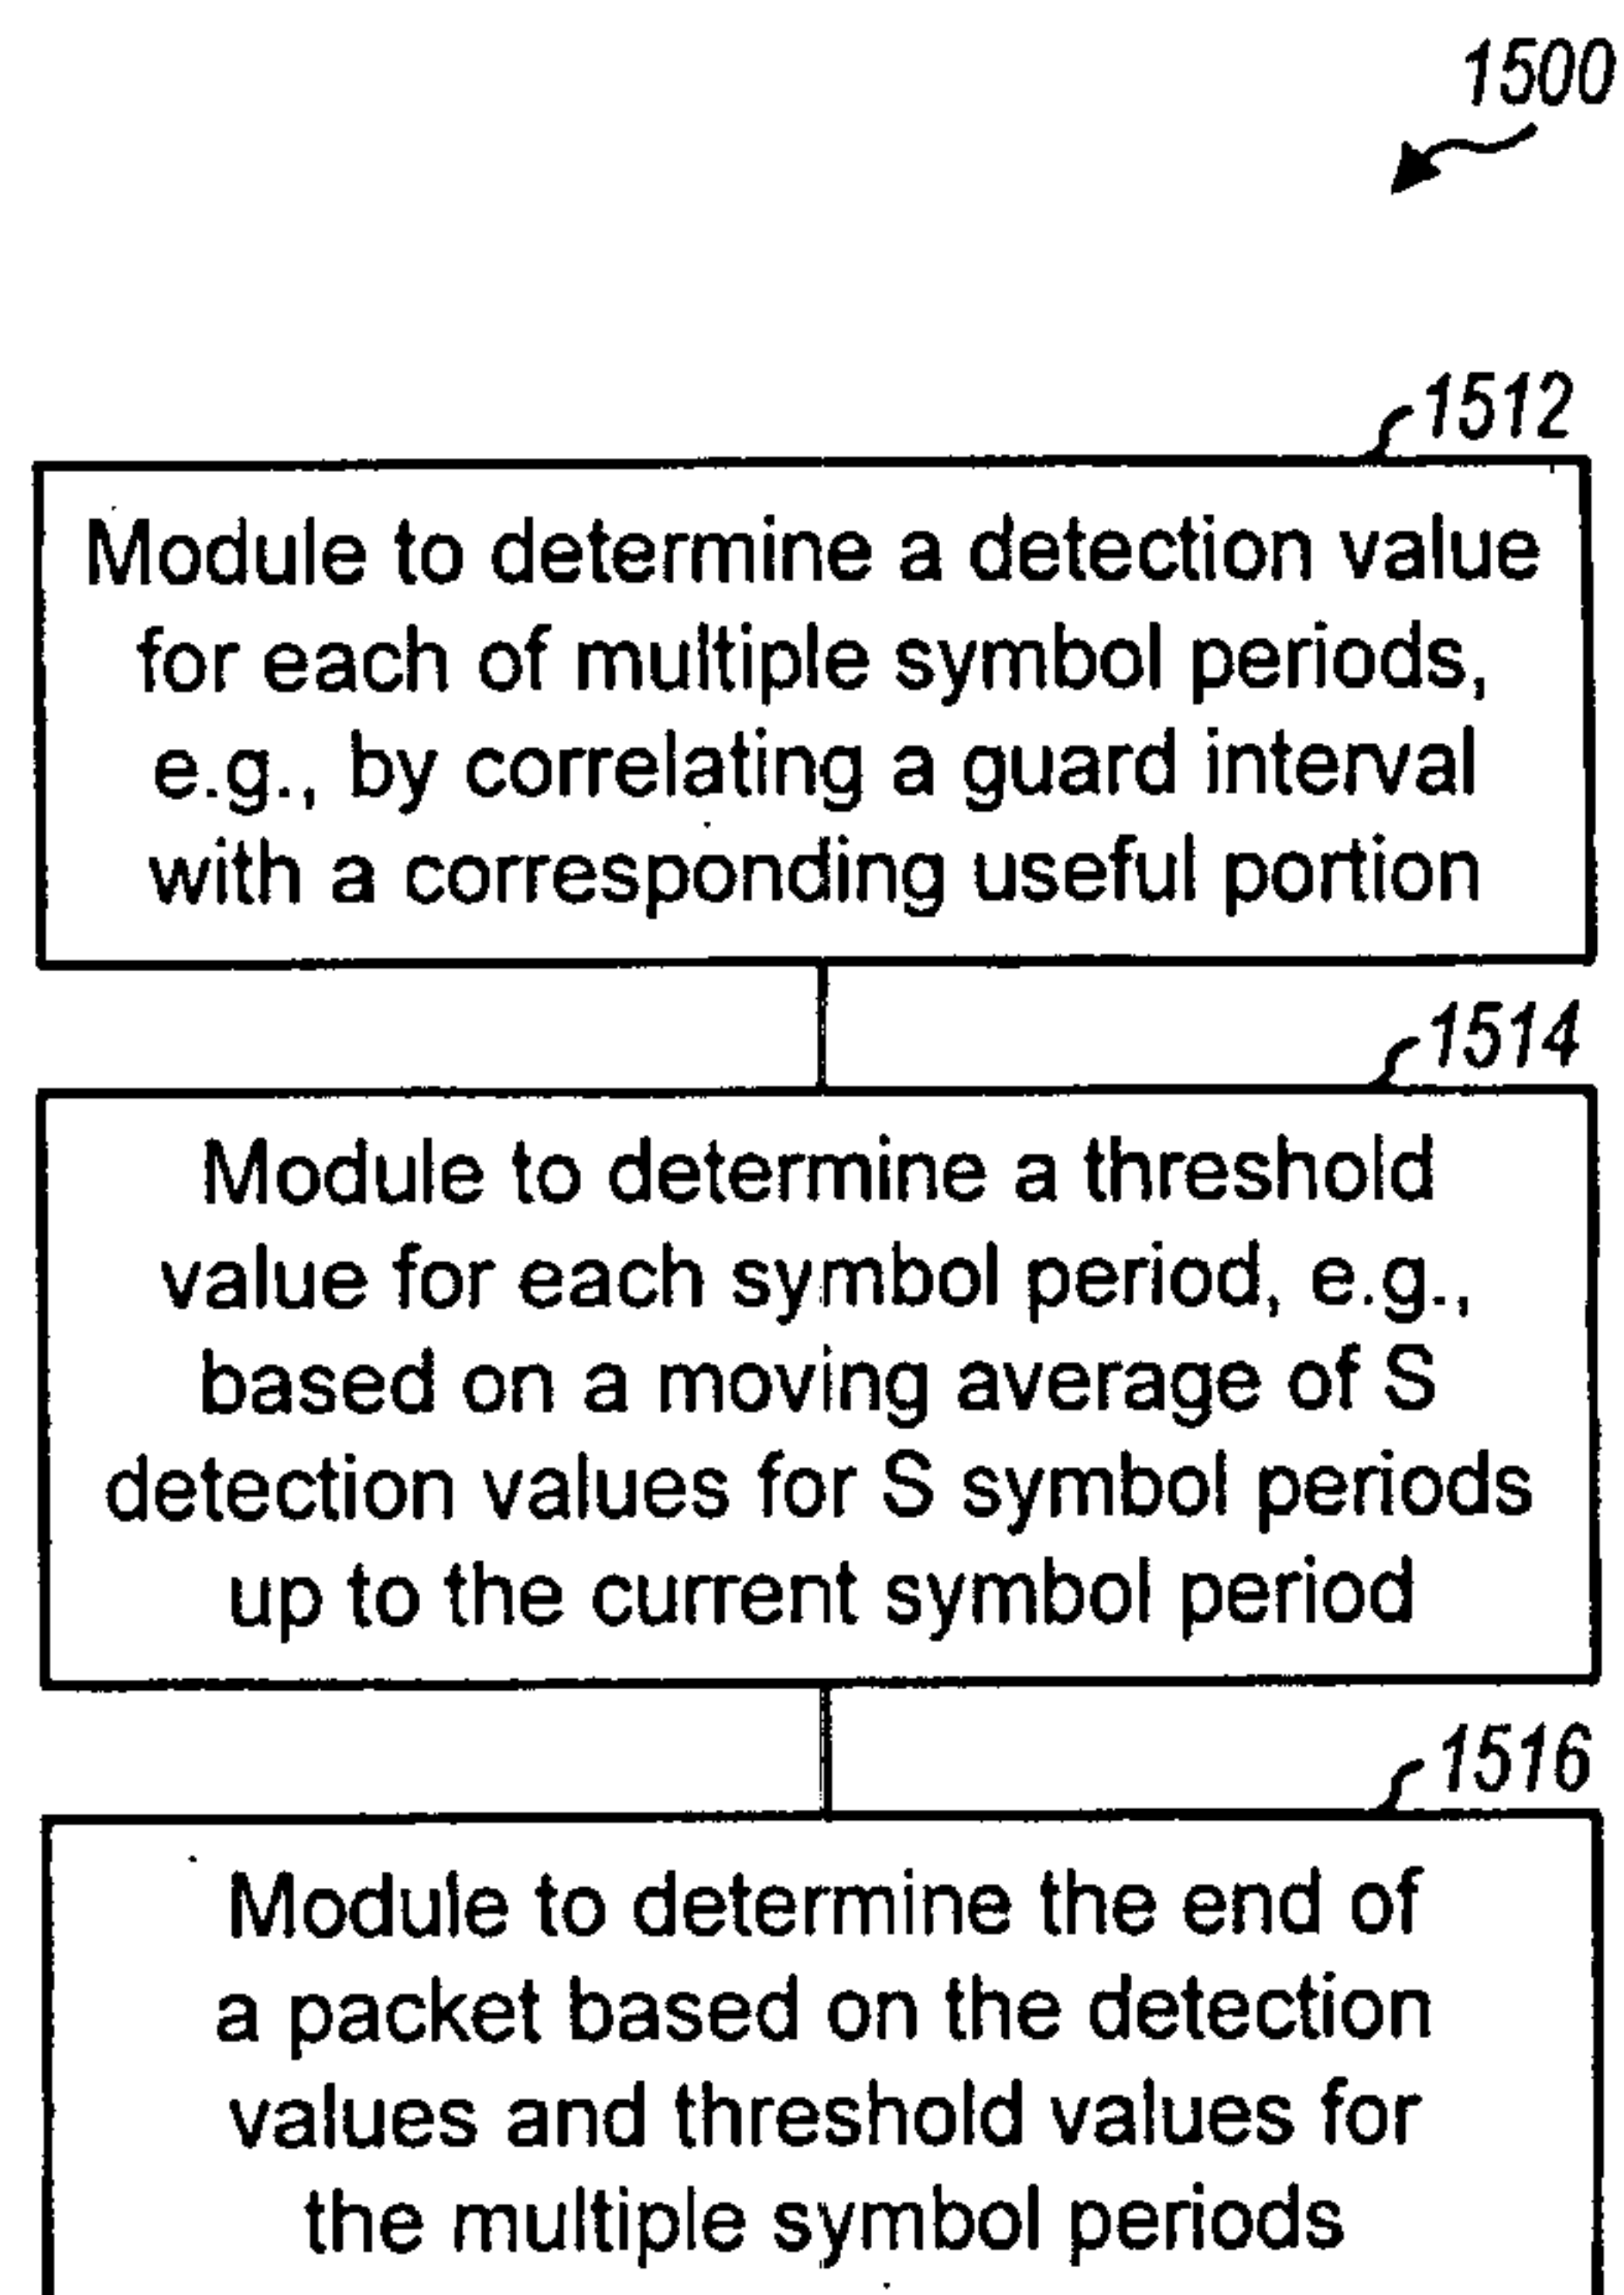 1500
1512
Module to determine a detection value
for each of multiple symbol periods,
e.g., by correlating a guard interval
with a corresponding useful portion
1514
Module to determine a threshold
value for each symbol period, e.g.,
based on a moving average of S
detection values for S symbol periods
up to the current symbol period
1516
Module to determine the end of
a packet based on the detection
values and threshold values for
the multiple symbol periods